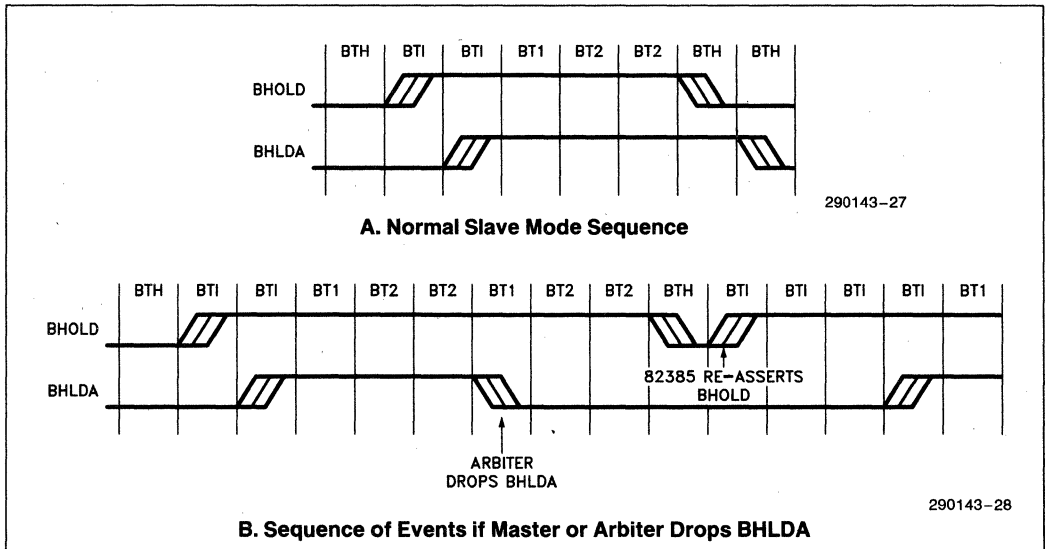 BTH BTI BTI BT1 BT2 BT2 BTH BTH
BHOLD
BHLDA
290143-27
A. Normal Slave Mode Sequence
BTH BTI BTI BT1 BT2 BT2 BT1 BT2 BT2 BTH BTI BTI BTI BTI BT1
BHOLD
82385 RE-ASSERTS
BHOLD
BHLDA
ARBITER
DROPS BHLDA
290143-28
B. Sequence of Events if Master or Arbiter Drops BHLDA